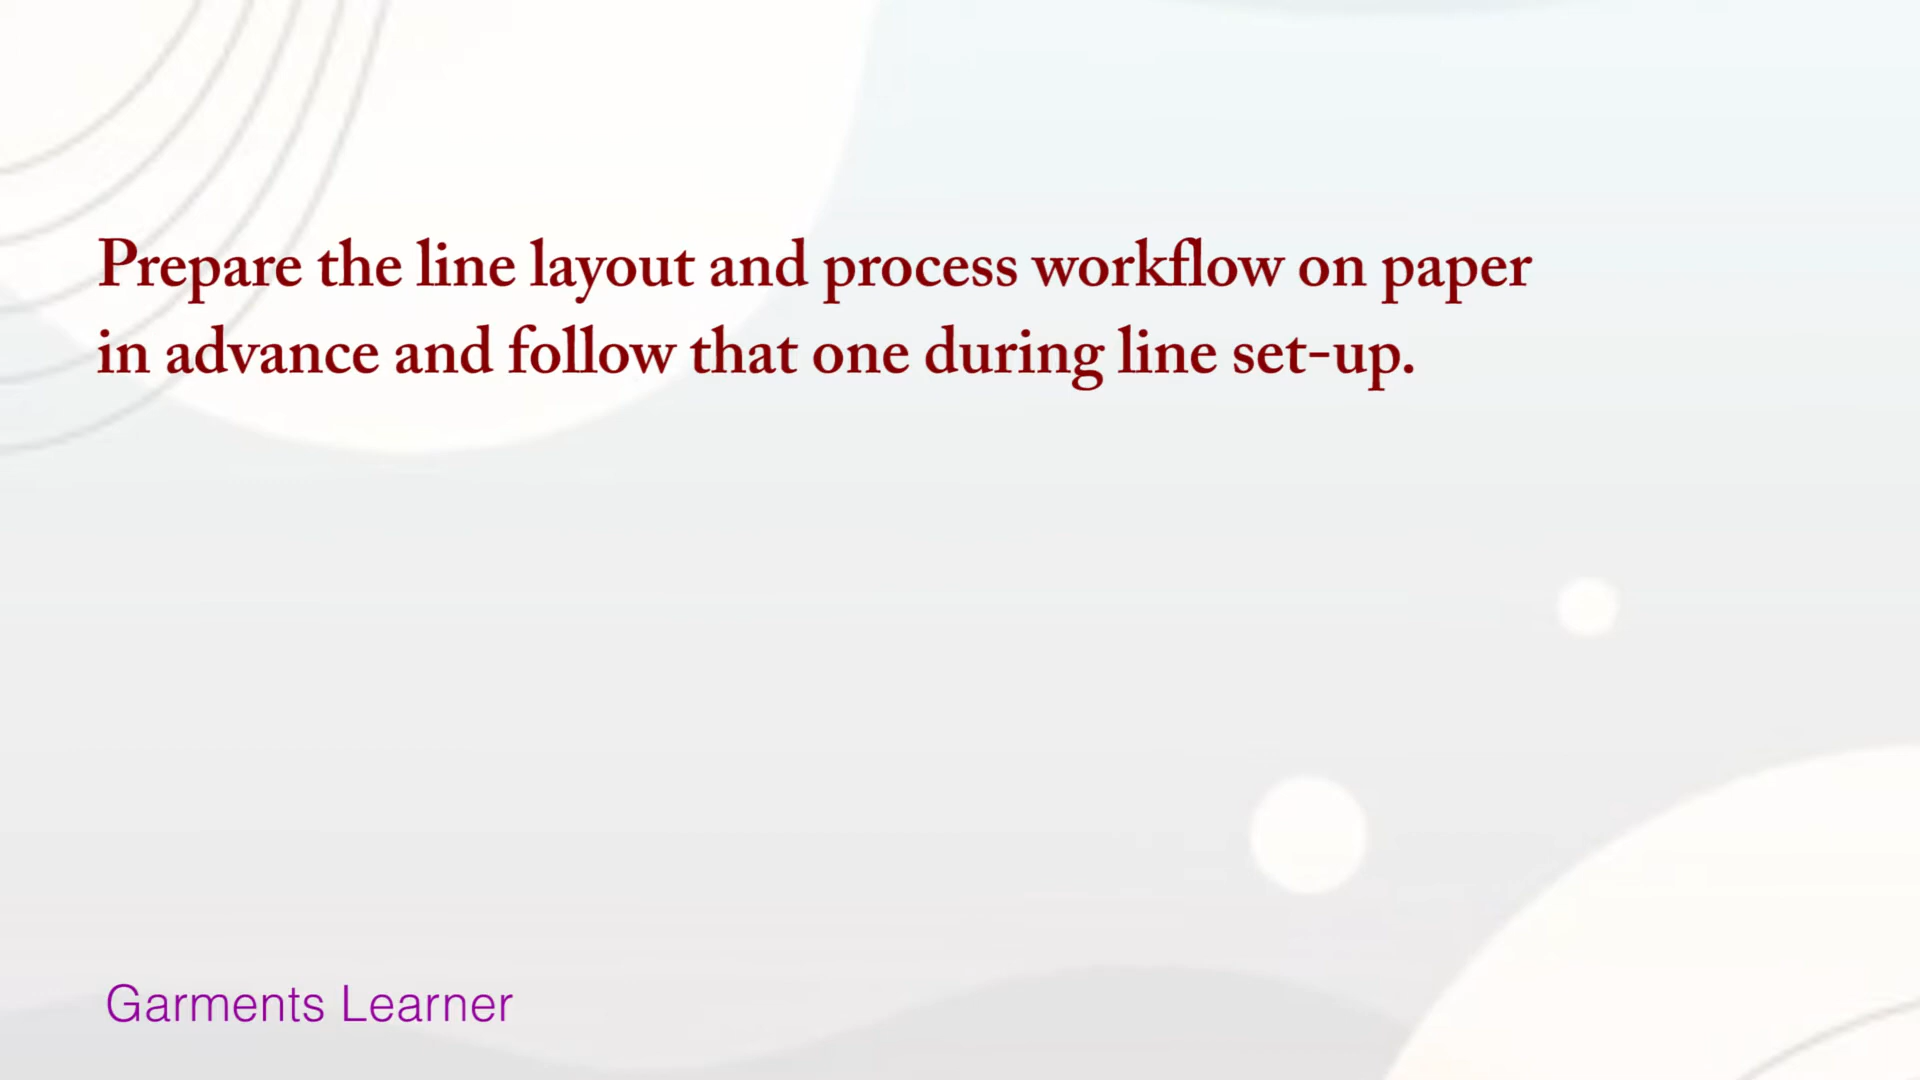 Prepare the line layout and process workflow on paper
in advance and follow that one during line set-up.
Garments Learner